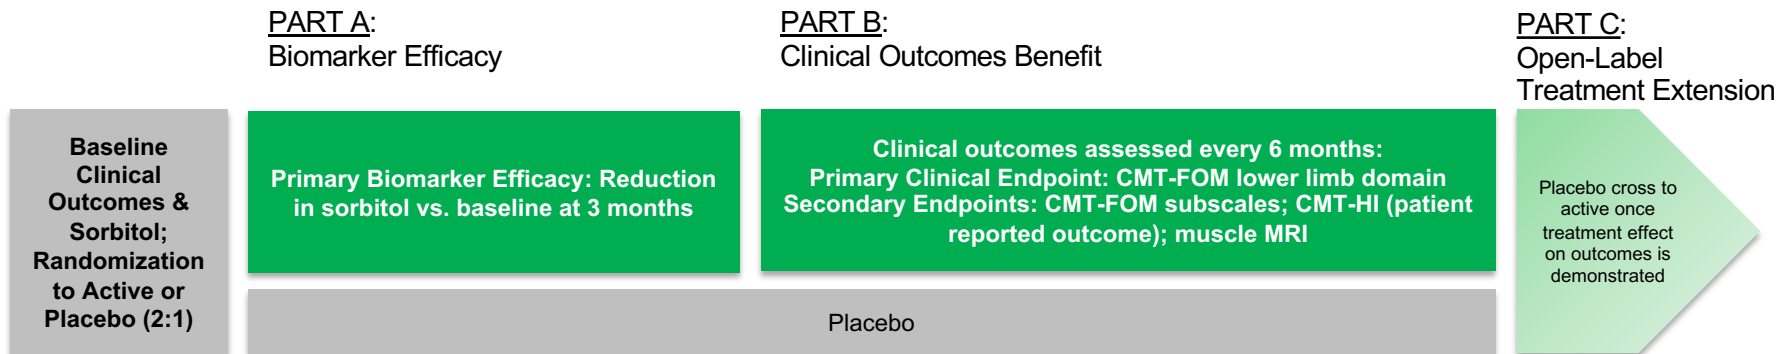 PART A:
Biomarker Efficacy
PART B:
Clinical Outcomes Benefit
PART C:
Open-Label
Treatment Extension
Baseline
Clinical
Outcomes &
Sorbitol;
Randomization
to Active or
Placebo (2:1)
Primary Biomarker Efficacy: Reduction
in sorbitol vs. baseline at 3 months
Clinical outcomes assessed every 6 months:
Primary Clinical Endpoint: CMT-FOM lower limb domain
Secondary Endpoints: CMT-FOM subscales; CMT-HI (patient
reported outcome); muscle MRI
Placebo cross to
active once
treatment effect
on outcomes is
demonstrated
Placebo